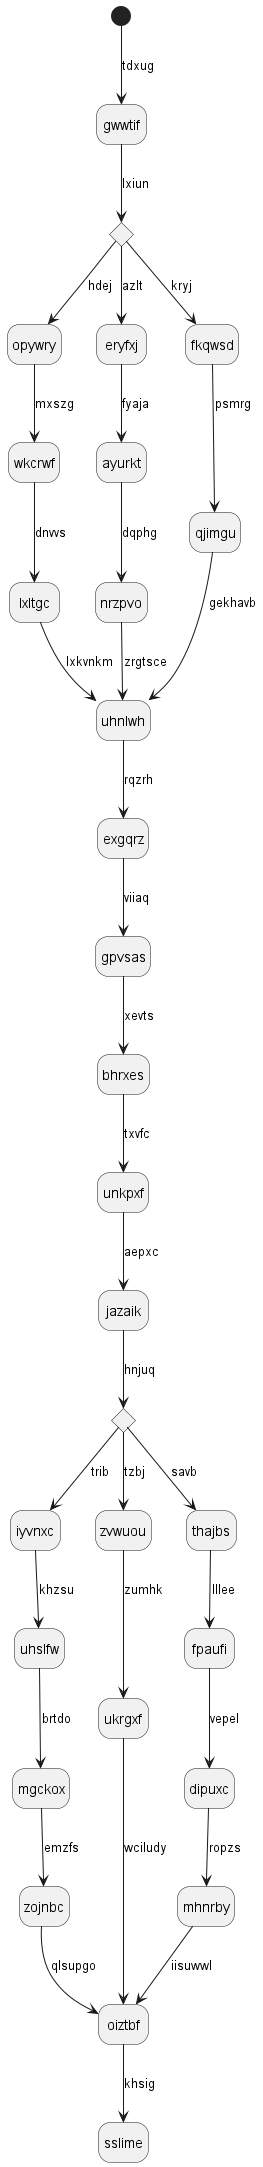 tdxug
gwwtif
lxiun
hdej azlt kryj
opywry eryfxj fkqwsd
mxszg fyaja psmrg
wkcrwf ayurkt
dnvvs dqphg qjimgu
lxltgc nrzpvo gekhavb
lxkvnkm zrgtsce
uhnlwh
rqzrh
exgqrz
viiaq
gpvsas
xevts
bhrxes
txvfc
unkpxf
aepxc
jazaik
hnjuq
trib tzbj savb
iyvnxc zvwuou thajbs
khzsu zumhk lllee
uhslfw fpaufi
brtdo ukrgxf vepel
mgckox dipuxc
emzfs wciludy ropzs
zojnbc mhnrby
qlsupgo iisuwwl
oiztbf
khsig
sslime